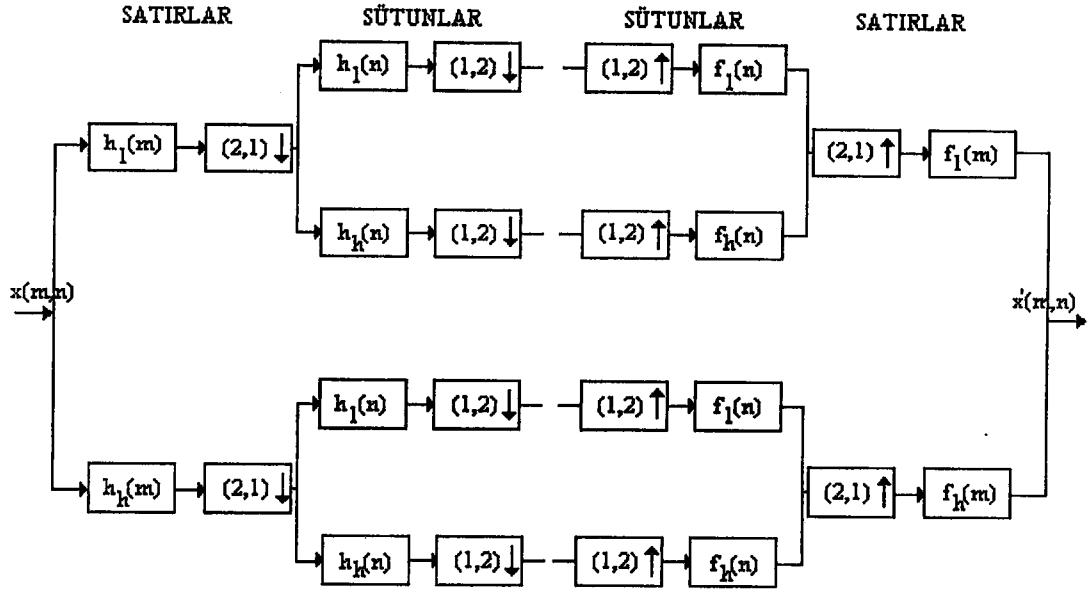 SATIRLAR SÜTUNLAR SÜTUNLAR SATIRLAR
h_l(n) (1,2)↓ (1,2)↑ f_l(n)
h_l(m) (2,1)↓ (2,1)↑ f_l(m)
h_h(n) (1,2)↓ (1,2)↑ f_h(n)
x(m,n) x'(m,n)
h_l(n) (1,2)↓ (1,2)↑ f_l(n)
h_h(m) (2,1)↓ (2,1)↑ f_h(m)
h_h(n) (1,2)↓ (1,2)↑ f_h(n)